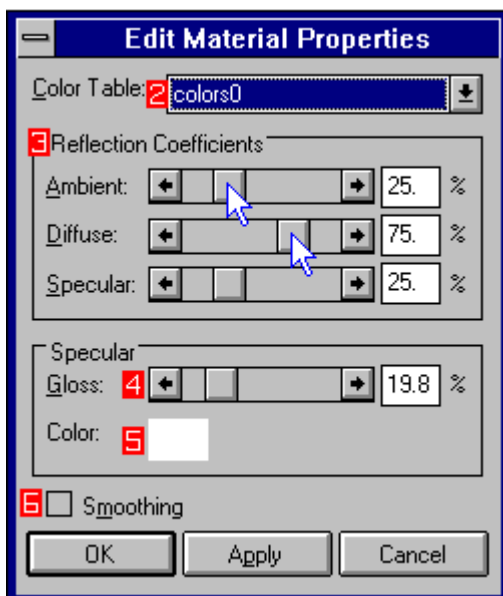 Edit Material Properties
Color Table: 2 colors0
3 Reflection Coefficients
Ambient: 25. %
Diffuse: 75. %
Specular: 25. %
Specular
Gloss: 4 19.8 %
Color: 5
6 Smoothing
OK Apply Cancel